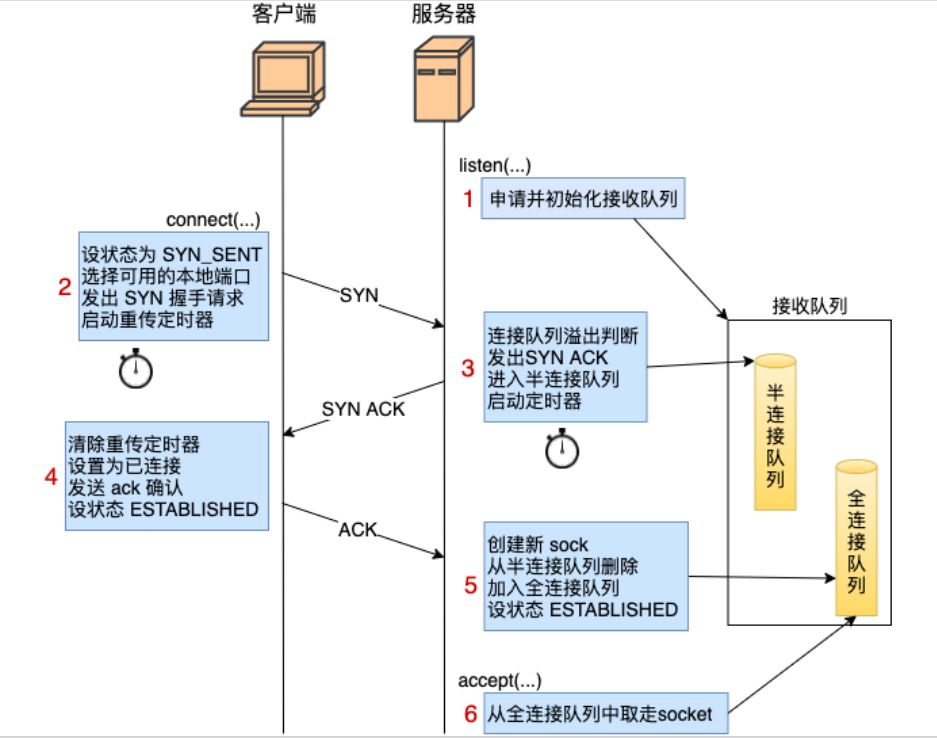 客户端
服务器
listen(...)
1
申请并初始化接收队列
connect(...)
2
设状态为 SYN_SENT
选择可用的本地端口
发出 SYN 握手请求
启动重传定时器
SYN
接收队列
3
连接队列溢出判断
发出SYN ACK
进入半连接队列
启动定时器
半连接队列
SYN ACK
4
清除重传定时器
设置为已连接
发送 ack 确认
设状态 ESTABLISHED
全连接队列
ACK
5
创建新 sock
从半连接队列删除
加入全连接队列
设状态 ESTABLISHED
accept(...)
6
从全连接队列中取走socket